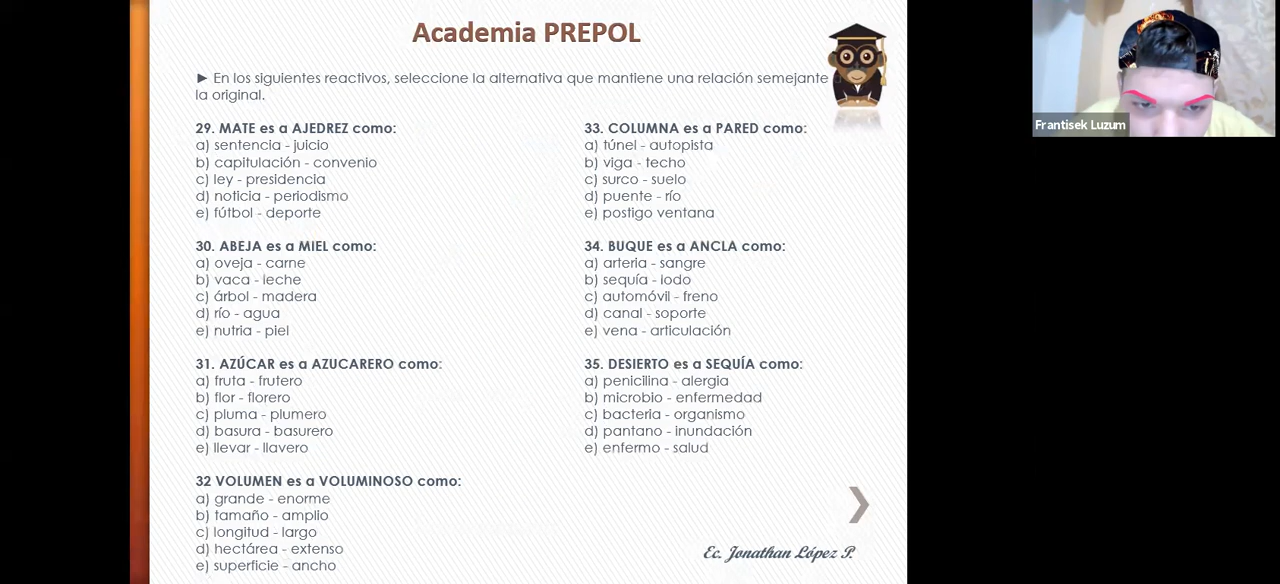 Academia PREPOL
► En los siguientes reactivos, seleccione la alternativa que mantiene una relación semejante
la original.
29. MATE es a AJEDREZ como:
a) sentencia - juicio
b) capitulación - convenio
c) ley - presidencia
d) noticia - periodismo
e) fútbol - deporte
30. ABEJA es a MIEL como:
a) oveja - carne
b) vaca - leche
c) árbol - madera
d) río - agua
e) nutria - piel
31. AZÚCAR es a AZUCARERO como:
a) fruta - frutero
b) flor - florero
c) pluma - plumero
d) basura - basurero
e) llevar - llavero
32 VOLUMEN es a VOLUMINOSO como:
a) grande - enorme
b) tamaño - amplio
c) longitud - largo
d) hectárea - extenso
e) superficie - ancho
33. COLUMNA es a PARED como:
a) túnel - autopista
b) viga - techo
c) surco - suelo
d) puente - río
e) postigo ventana
34. BUQUE es a ANCLA como:
a) arteria - sangre
b) sequía - lodo
c) automóvil - freno
d) canal - soporte
e) vena - articulación
35. DESIERTO es a SEQUÍA como:
a) penicilina - alergia
b) microbio - enfermedad
c) bacteria - organismo
d) pantano - inundación
e) enfermo - salud
Ec. Jonathan López P.
Frantisek Luzum